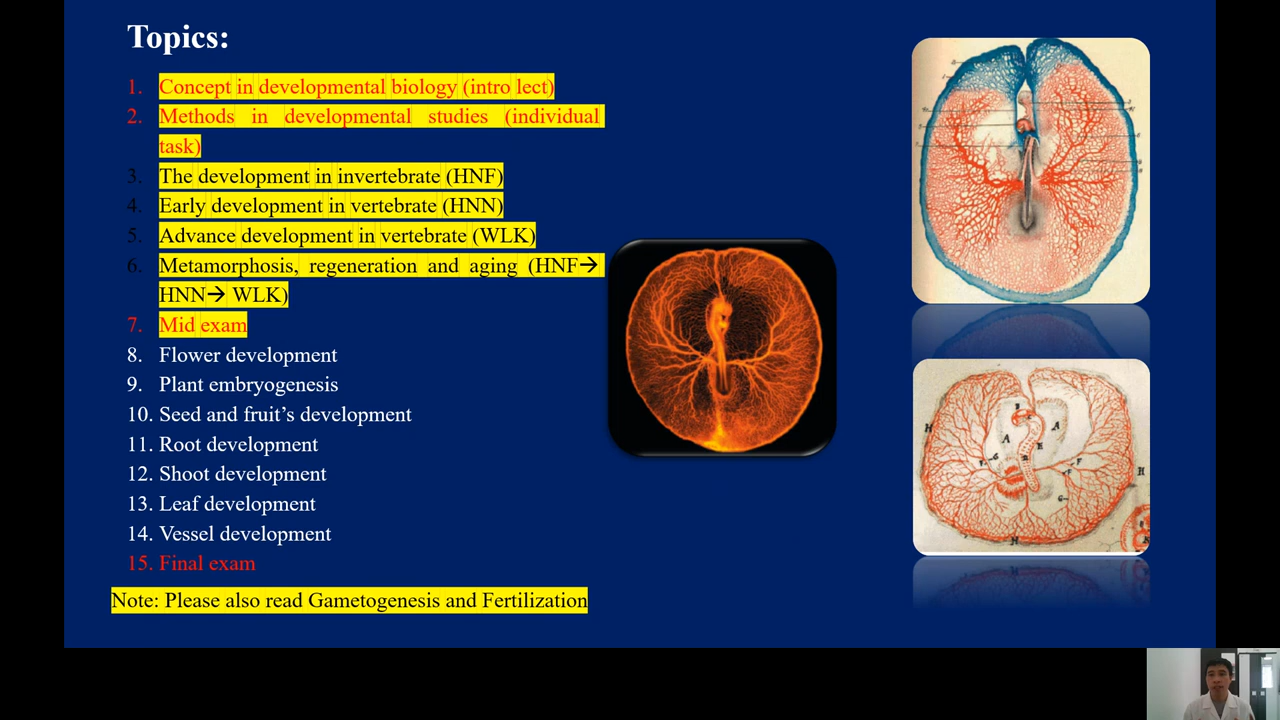 Topics:
1. Concept in developmental biology (intro lect)
2. Methods in developmental studies (individual
task)
3. The development in invertebrate (HNF)
4. Early development in vertebrate (HNN)
5. Advance development in vertebrate (WLK)
6. Metamorphosis, regeneration and aging (HNF→
HNN→ WLK)
7. Mid exam
8. Flower development
9. Plant embryogenesis
10. Seed and fruit’s development
11. Root development
12. Shoot development
13. Leaf development
14. Vessel development
15. Final exam
Note: Please also read Gametogenesis and Fertilization